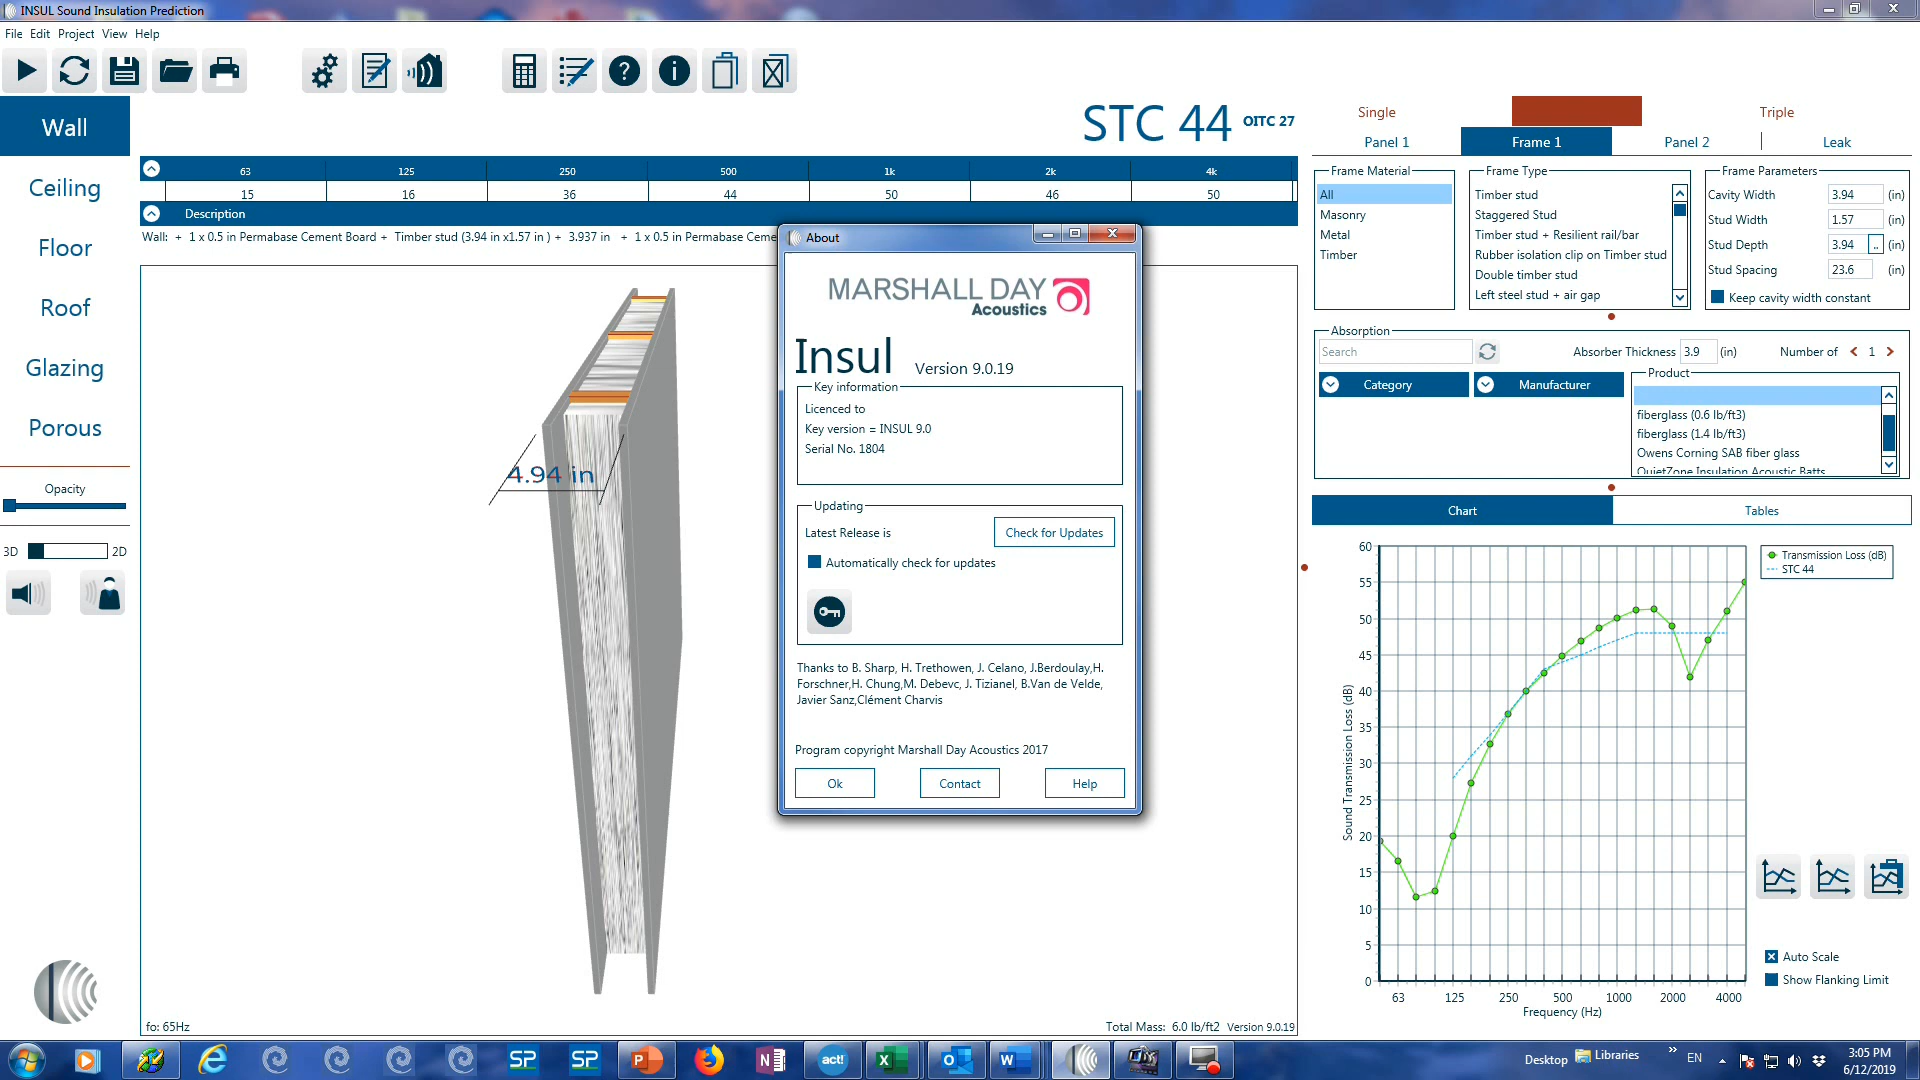 INSUL Sound Insulation Prediction
File Edit Project View Help
Wall
Ceiling
Floor
Roof
Glazing
Porous
Opacity
3D 2D
STC 44 OITC 27
63 125 250 500 1k 2k 4k
15 16 36 44 50 46 50
Description
Wall: + 1 x 0.5 in Permabase Cement Board + Timber stud (3.94 in x1.57 in ) + 3.937 in + 1 x 0.5 in Permabase Ceme
4.94 in
fo: 65Hz
Total Mass: 6.0 lb/ft2 Version 9.0.19
About
MARSHALL DAY
Acoustics
Insul Version 9.0.19
Key information
Licenced to
Key version = INSUL 9.0
Serial No. 1804
Updating
Latest Release is
Check for Updates
Automatically check for updates
Thanks to B. Sharp, H. Trethowen, J. Celano, J.Berdoulay,H.
Forschner,H. Chung,M. Debevc, J. Tizianel, B.Van de Velde,
Javier Sanz,Clément Charvis
Program copyright Marshall Day Acoustics 2017
Ok Contact Help
Single Triple
Panel 1 Frame 1 Panel 2 Leak
Frame Material
All
Masonry
Metal
Timber
Frame Type
Timber stud
Staggered Stud
Timber stud + Resilient rail/bar
Rubber isolation clip on Timber stud
Double timber stud
Left steel stud + air gap
Frame Parameters
Cavity Width 3.94 (in)
Stud Width 1.57 (in)
Stud Depth 3.94 .. (in)
Stud Spacing 23.6 (in)
Keep cavity width constant
Absorption
Search
Absorber Thickness 3.9 (in) Number of < 1 >
Category Manufacturer
Product
fiberglass (0.6 lb/ft3)
fiberglass (1.4 lb/ft3)
Owens Corning SAB fiber glass
QuietZone Insulation Acoustic Batts
Chart Tables
Transmission Loss (dB)
STC 44
Sound Transmission Loss (dB)
60
55
50
45
40
35
30
25
20
15
10
5
0
63 125 250 500 1000 2000 4000
Frequency (Hz)
Auto Scale
Show Flanking Limit
SP SP act!
Desktop Libraries » EN
3:05 PM
6/12/2019